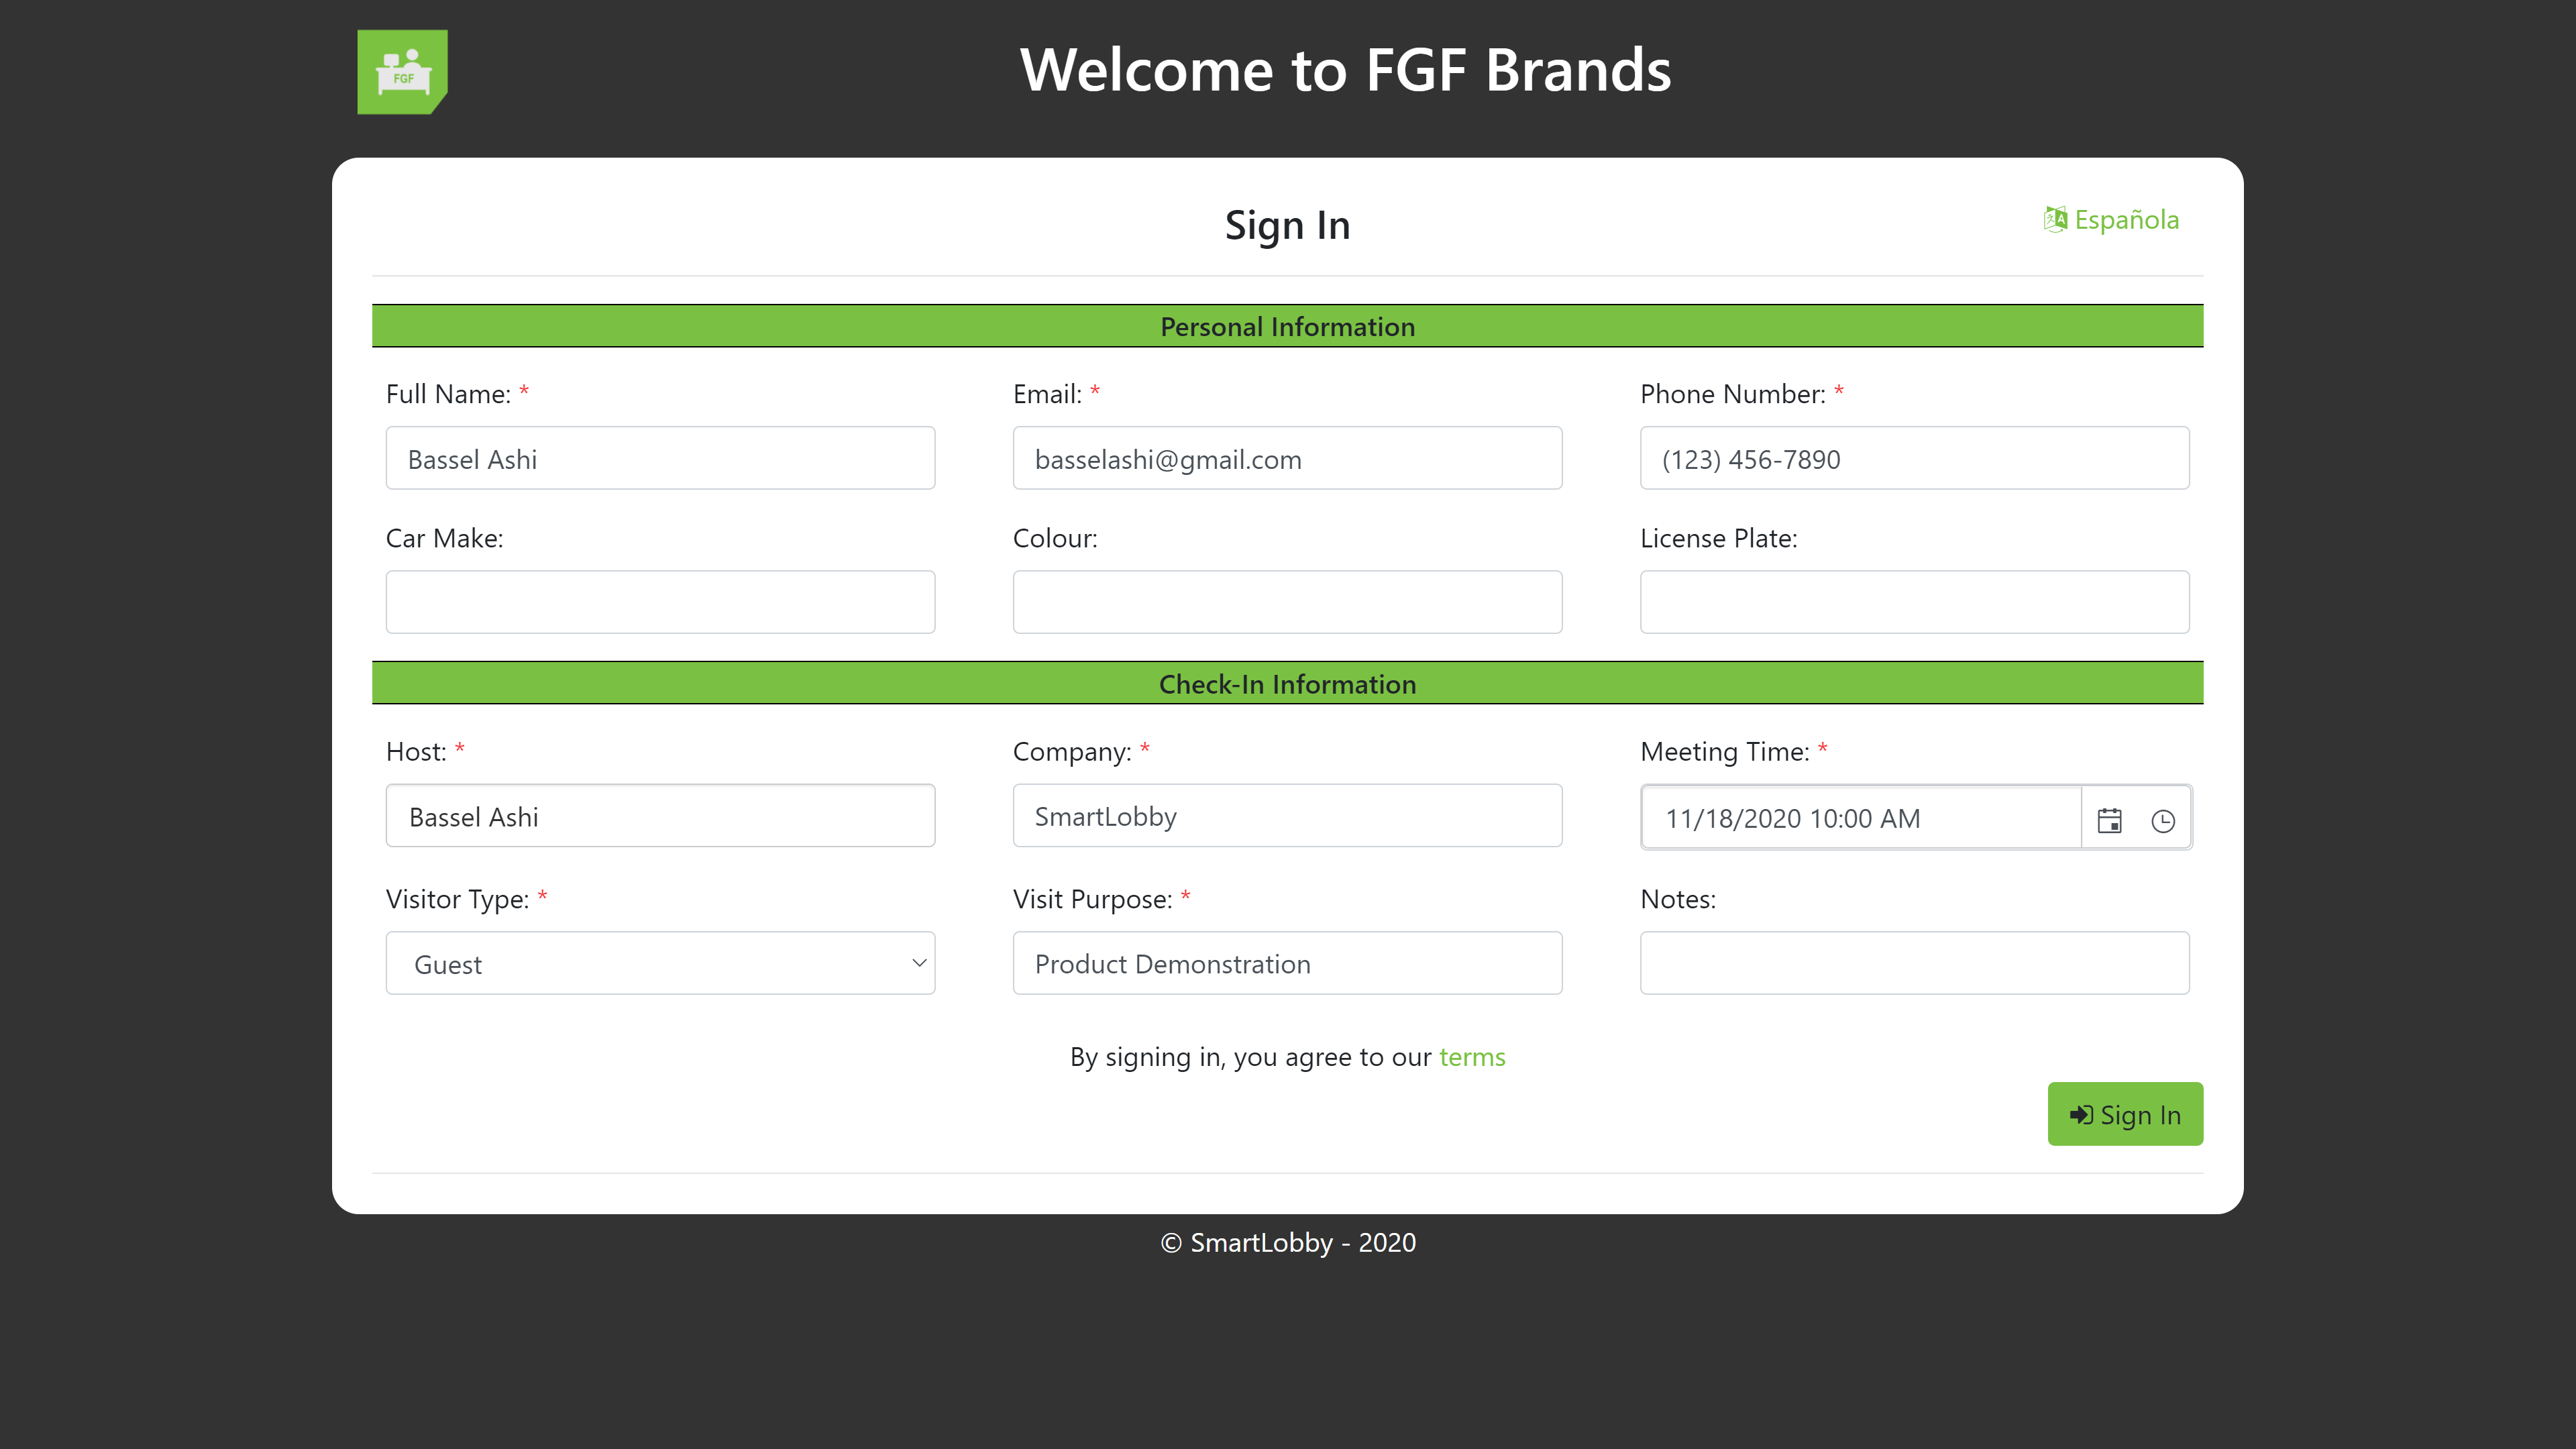 FGF
Welcome to FGF Brands
Sign In
Española
Personal Information
Full Name: * Email: * Phone Number: *
Bassel Ashi basselashi@gmail.com (123) 456-7890
Car Make: Colour: License Plate:
Check-In Information
Host: * Company: * Meeting Time: *
Bassel Ashi SmartLobby 11/18/2020 10:00 AM
Visitor Type: * Visit Purpose: * Notes:
Guest Product Demonstration
By signing in, you agree to our terms
Sign In
© SmartLobby - 2020